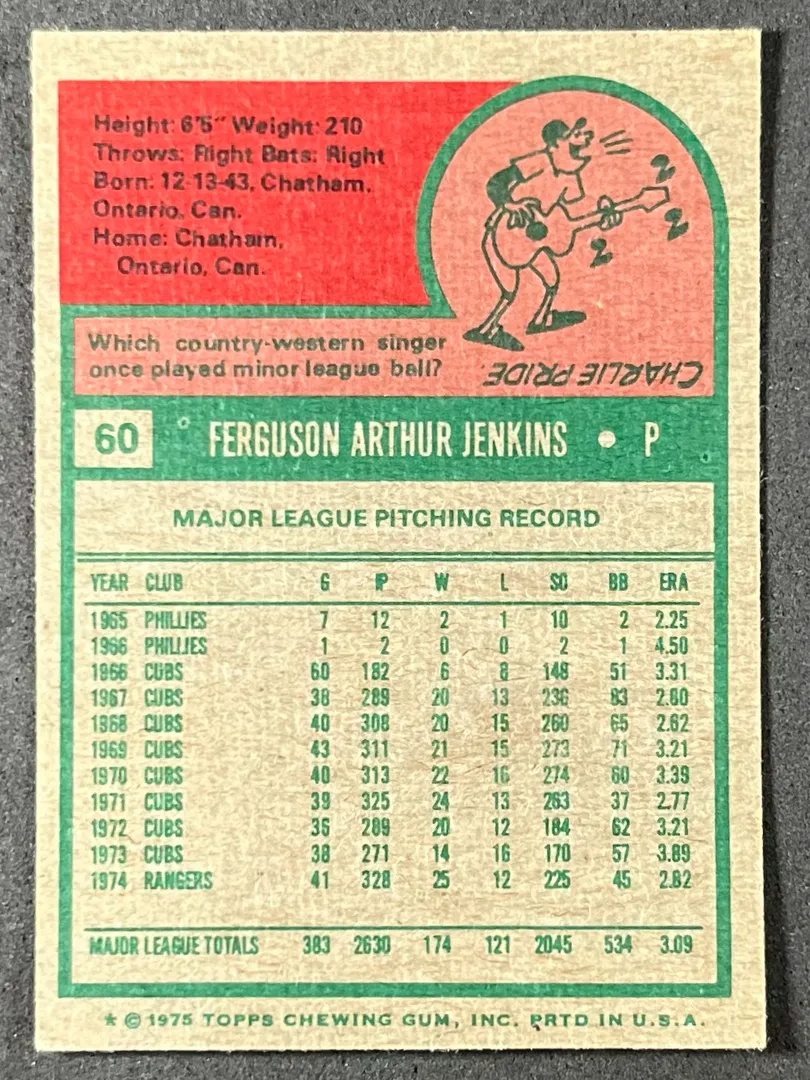 Height: 6'5" Weight: 210
Throws: Right Bats: Right
Born: 12-13-43, Chatham,
Ontario, Can.
Home: Chatham,
Ontario, Can.
2
2
2
2
Which country-western singer
once played minor league ball?
CHARLIE PRIDE.
60 FERGUSON ARTHUR JENKINS • P
MAJOR LEAGUE PITCHING RECORD
YEAR CLUB G IP W L SO BB ERA
1965 PHILLIES 7 12 2 1 10 2 2.25
1966 PHILLIES 1 2 0 0 2 1 4.50
1966 CUBS 60 182 6 8 148 51 3.31
1967 CUBS 38 289 20 13 236 83 2.80
1968 CUBS 40 308 20 15 260 65 2.62
1969 CUBS 43 311 21 15 273 71 3.21
1970 CUBS 40 313 22 16 274 60 3.39
1971 CUBS 39 325 24 13 263 37 2.77
1972 CUBS 36 289 20 12 184 62 3.21
1973 CUBS 38 271 14 16 170 57 3.89
1974 RANGERS 41 328 25 12 225 45 2.82
MAJOR LEAGUE TOTALS 383 2630 174 121 2045 534 3.09
* © 1975 TOPPS CHEWING GUM, INC. PRTD IN U.S.A.